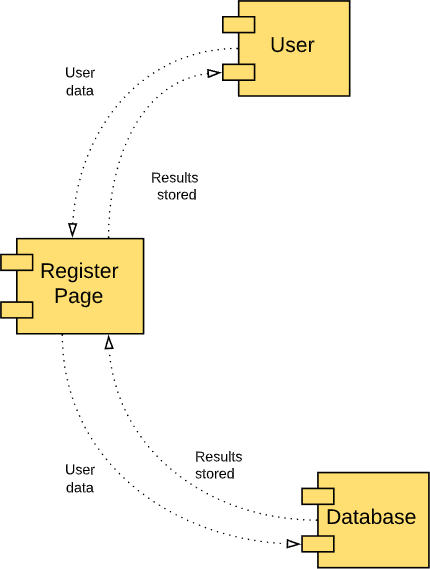 User
User
data
Results
stored
Register
Page
Results
stored
User
data
Database